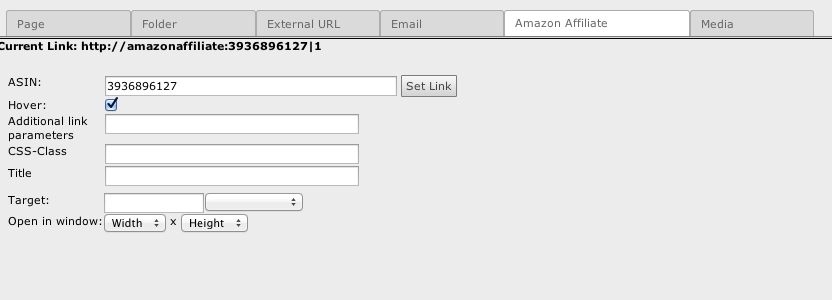 Page Folder External URL Email Amazon Affiliate Media
Current Link: http://amazonaffiliate:3936896127|1
ASIN: 3936896127 Set Link
Hover:
Additional link
parameters
CSS-Class
Title
Target:
Open in window: Width x Height